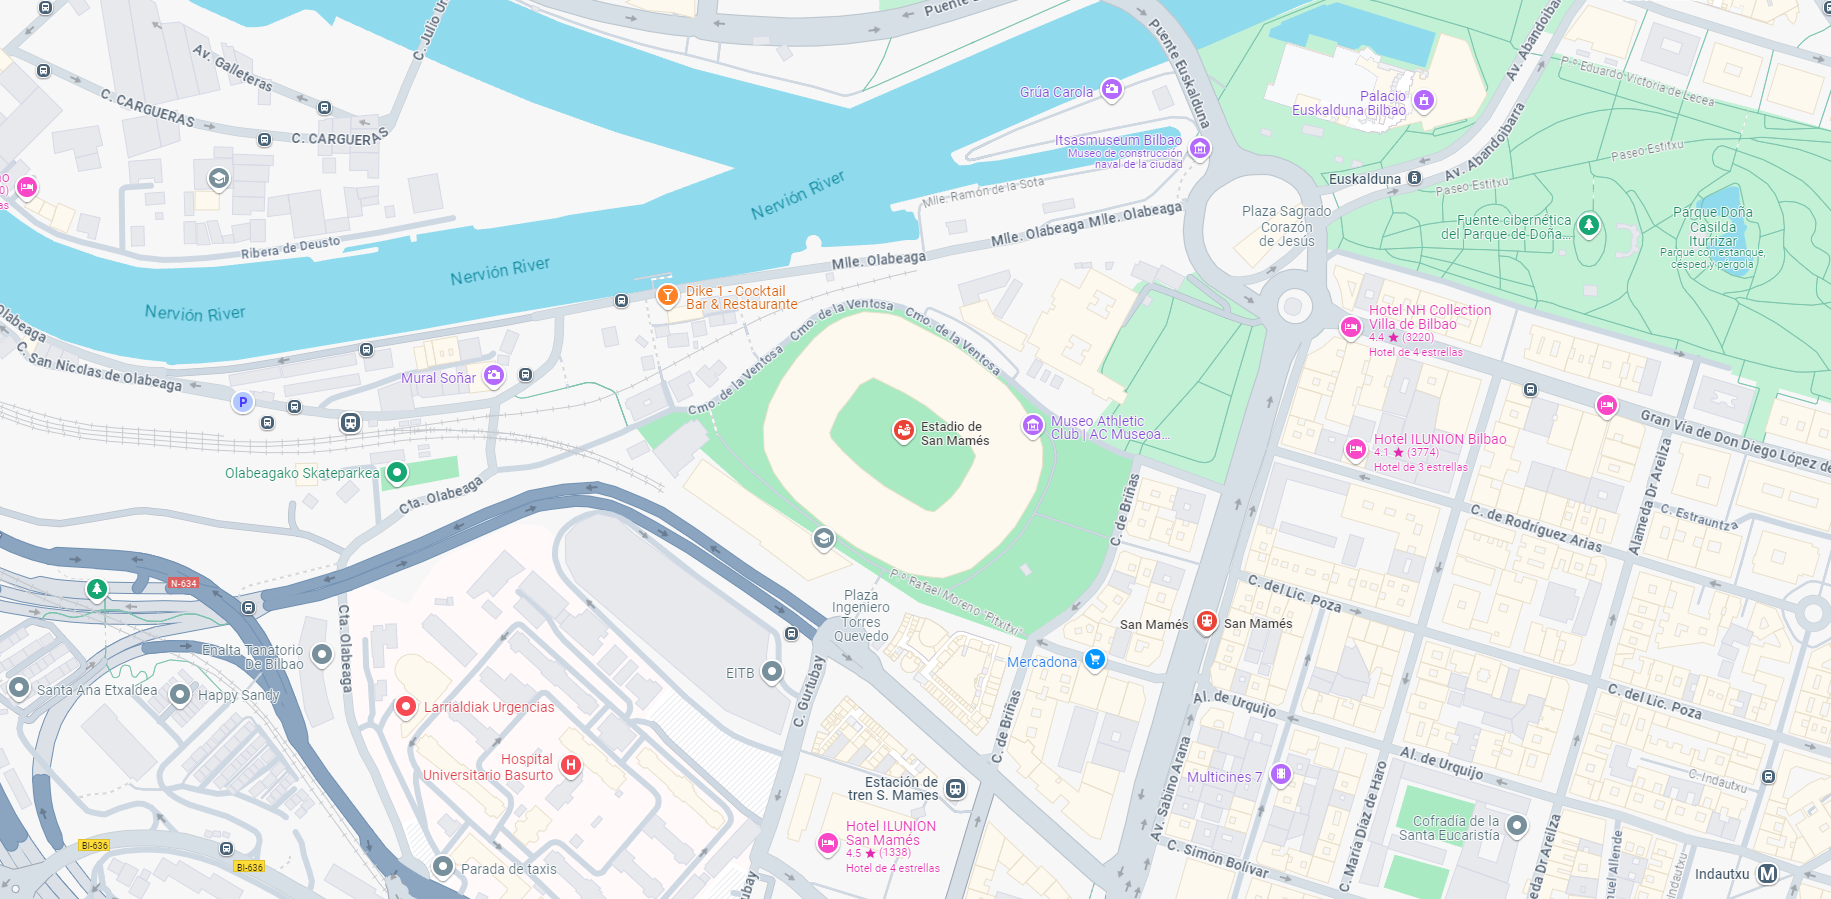 Puente Euskalduna
C. Julio Ur
Av. Galleteras
C. CARGUERAS
C. CARGUERAS
Grúa Carola
Itsasmuseum Bilbao
Museo de construcción
naval de la ciudad
Palacio
Euskalduna Bilbao
Av. Abandoibarra
Av. Abandoibarra
P.º Eduardo Victoria de Lecea
Paseo Estitxu
Paseo Estitxu
Euskalduna
Nervión River
Mlle. Ramón de la Sota
Mlle. Olabeaga
Mlle. Olabeaga
Plaza Sagrado
Corazón
de Jesús
Fuente cibernética
del Parque de Doña...
Parque Doña
Casilda
Iturrizar
Parque con estanque,
césped y pérgola
Ribera de Deusto
Mlle. Olabeaga
Nervión River
Nervión River
Dike 1 - Cocktail
Bar & Restaurante
Cmo. de la Ventosa
Cmo. de la Ventosa
Cmo. de la Ventosa
Hotel NH Collection
Villa de Bilbao
4.4 ★ (3220)
Hotel de 4 estrellas
Olabeaga
C. San Nicolas de Olabeaga
Mural Soñar
P
Estadio de
San Mamés
Museo Athletic
Club | AC Museoa...
Gran Vía de Don Diego López de
Hotel ILUNION Bilbao
4.1 ★ (3774)
Hotel de 3 estrellas
Olabeagako Skateparkea
Cta. Olabeaga
C. de Briñas
C. de Rodríguez Arias
Alameda Dr Areilza
C. Estrauntza
N-634
Cta. Olabeaga
P.º Rafael Moreno 'Pitxitxi'
Plaza
Ingeniero
Torres
Quevedo
C. del Lic. Poza
San Mamés
San Mamés
Mercadona
Enalta Tanatorio
De Bilbao
Santa Ana Etxaldea
Happy Sandy
EITB
C. Gurtubay
C. de Briñas
Al. de Urquijo
C. del Lic. Poza
Larrialdiak Urgencias
Hospital
Universitario Basurto
H
Estación de
tren S. Mames
Av. Sabino Arana
Multicines 7
Al. de Urquijo
C. Indautxu
C. María Díaz de Haro
Hotel ILUNION
San Mamés
4.5 ★ (1338)
Hotel de 4 estrellas
Cofradía de la
Santa Eucaristía
BI-636
BI-636
Parada de taxis
C. Simón Bolívar
eda Dr Areilza
nuel Allende
Indautxu
Indautxu
M